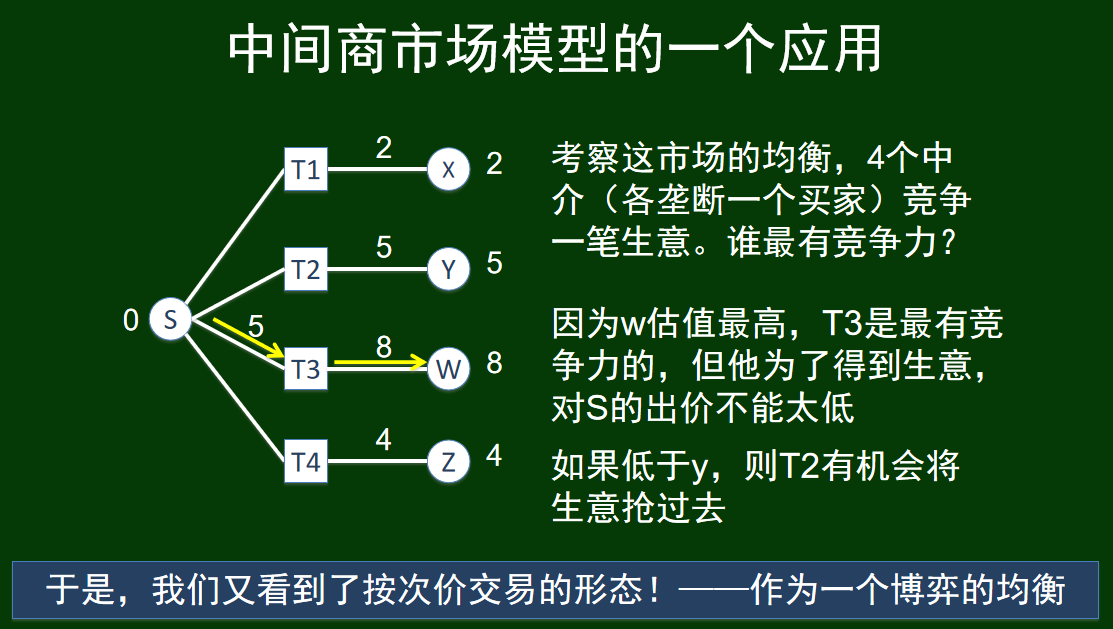 中间商市场模型的一个应用
T1
2
X
2
T2
5
Y
5
0
S
5
T3
8
W
8
T4
4
Z
4
考察这市场的均衡，4个中
介（各垄断一个买家）竞争
一笔生意。谁最有竞争力？
因为w估值最高，T3是最有竞
争力的，但他为了得到生意，
对S的出价不能太低
如果低于y，则T2有机会将
生意抢过去
于是，我们又看到了按次价交易的形态！——作为一个博弈的均衡